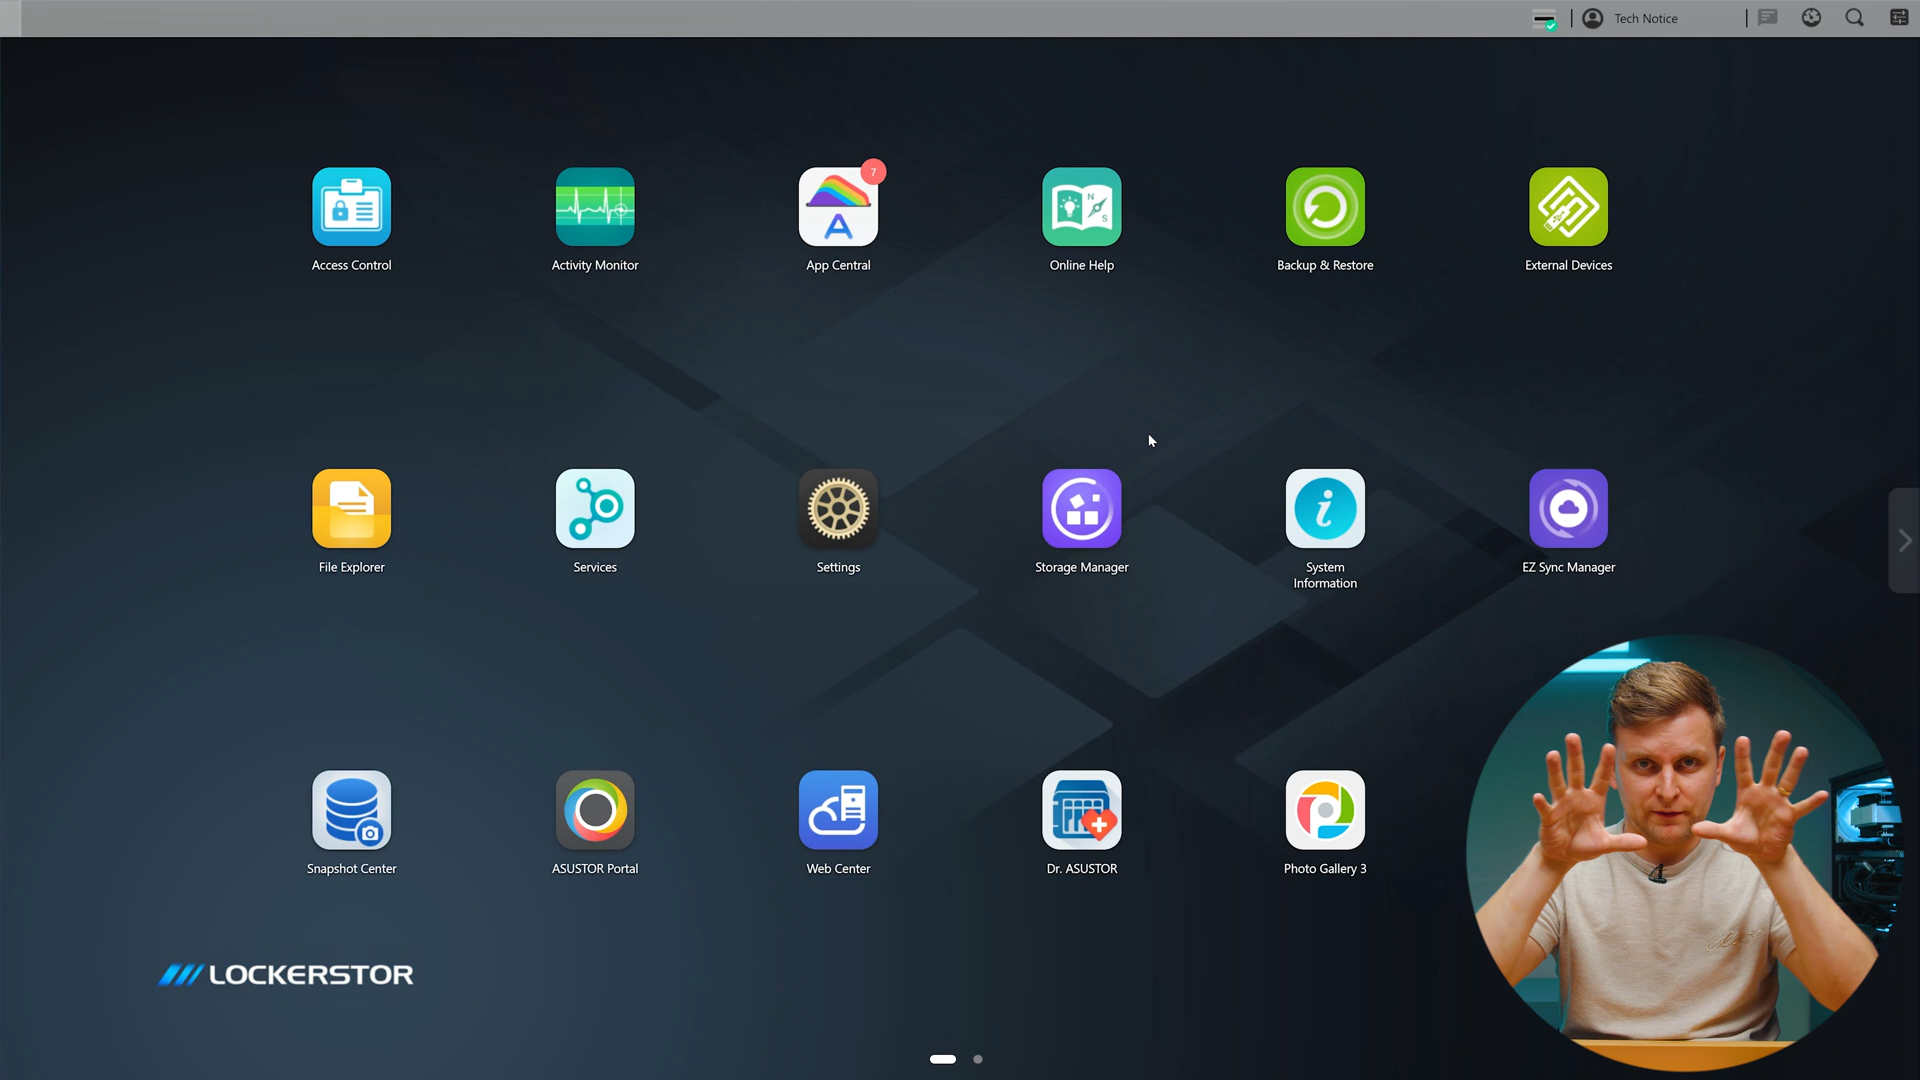 Tech Notice
7
N
S
Access Control
Activity Monitor
App Central
Online Help
Backup & Restore
External Devices
File Explorer
Services
Settings
Storage Manager
System
Information
EZ Sync Manager
Snapshot Center
ASUSTOR Portal
Web Center
Dr. ASUSTOR
Photo Gallery 3
LOCKERSTOR